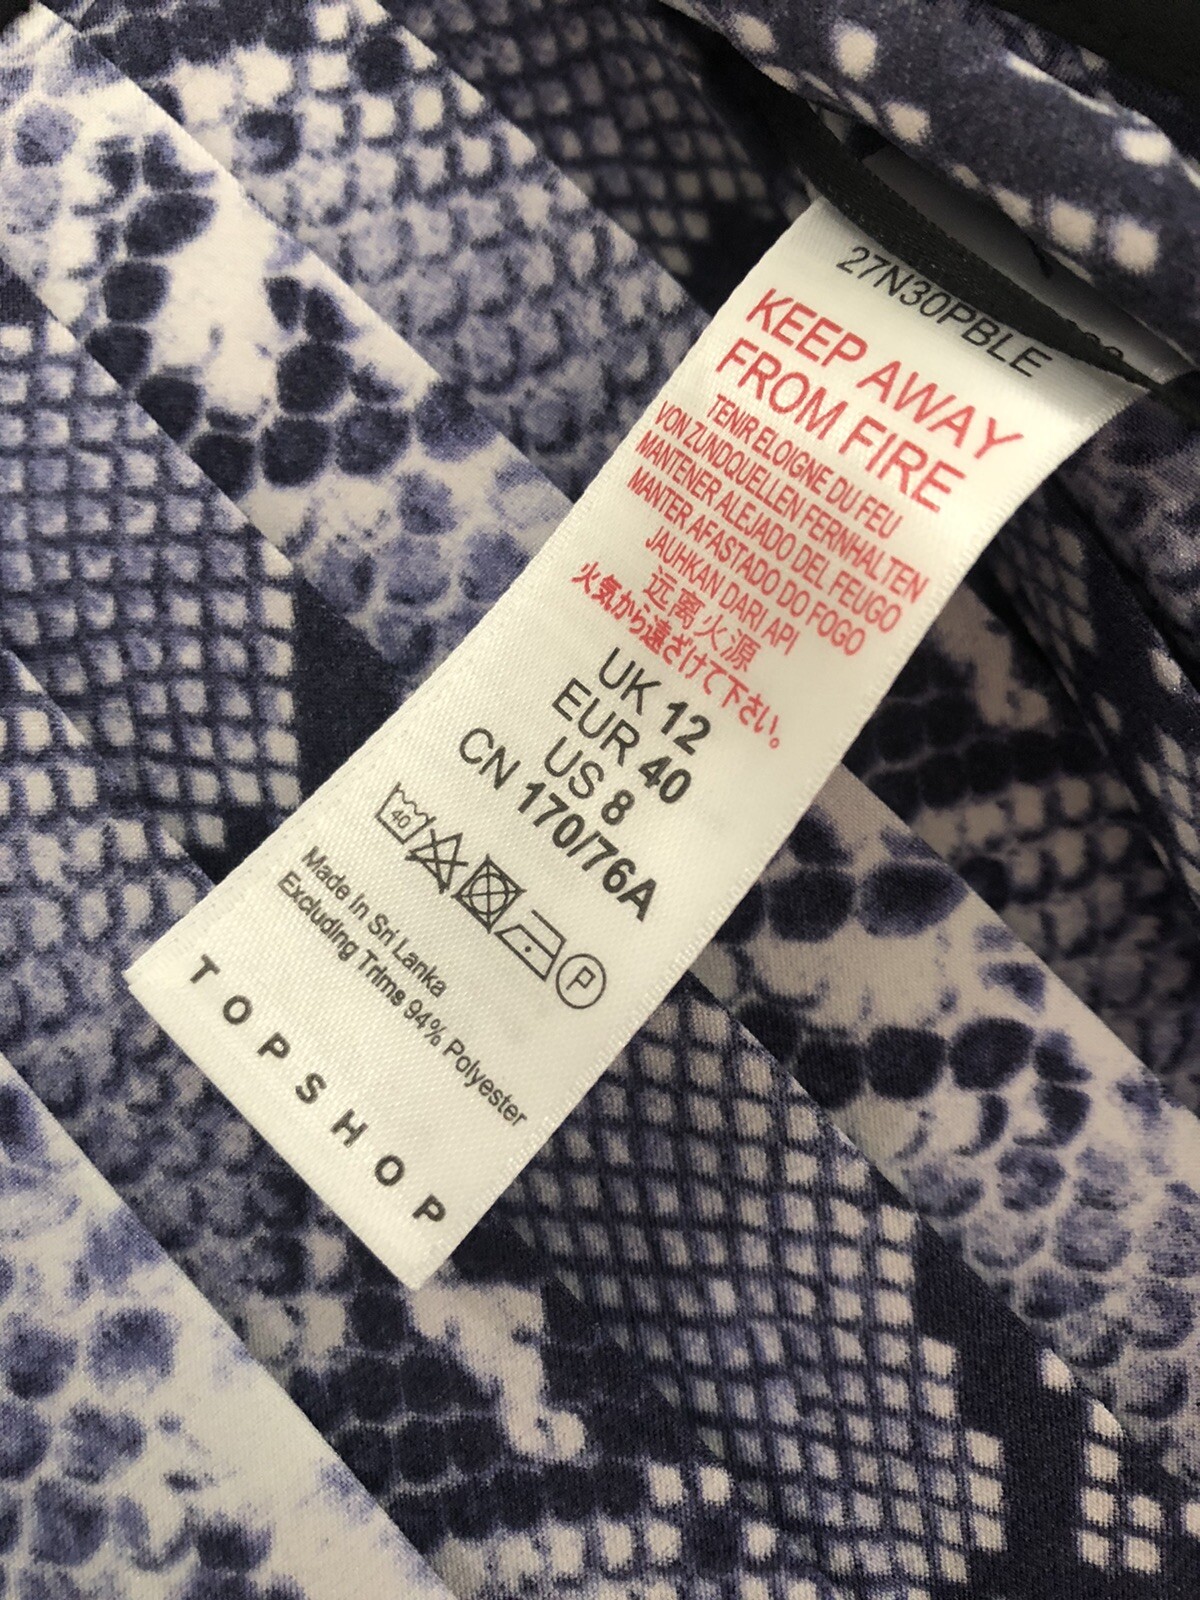 27N30PBLE
KEEP AWAY
FROM FIRE
TENIR ELOIGNE DU FEU
VON ZUNDQUELLEN FERNHALTEN
MANTENER ALEJADO DEL FEUGO
MANTER AFASTADO DO FOGO
JAUHKAN DARI API
远离火源
火気から遠ざけて下さい。
UK 12
EUR 40
US 8
CN 170/76A
40
P
Made In Sri Lanka
Excluding Trims 94% Polyester
TOPSHOP